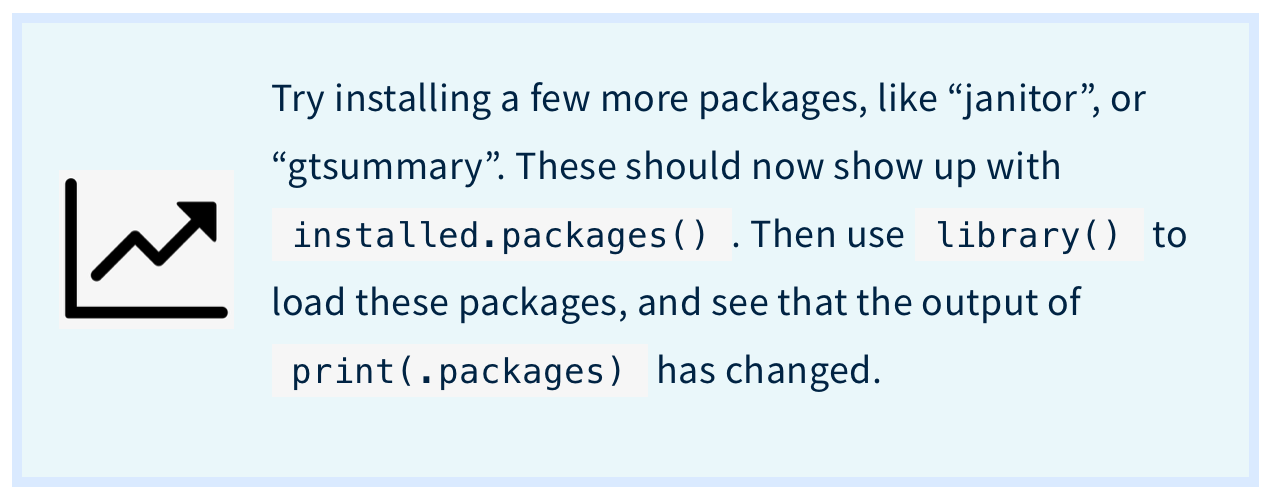 Try installing a few more packages, like “janitor”, or
“gtsummary”. These should now show up with
installed.packages() . Then use library() to
load these packages, and see that the output of
print(.packages) has changed.